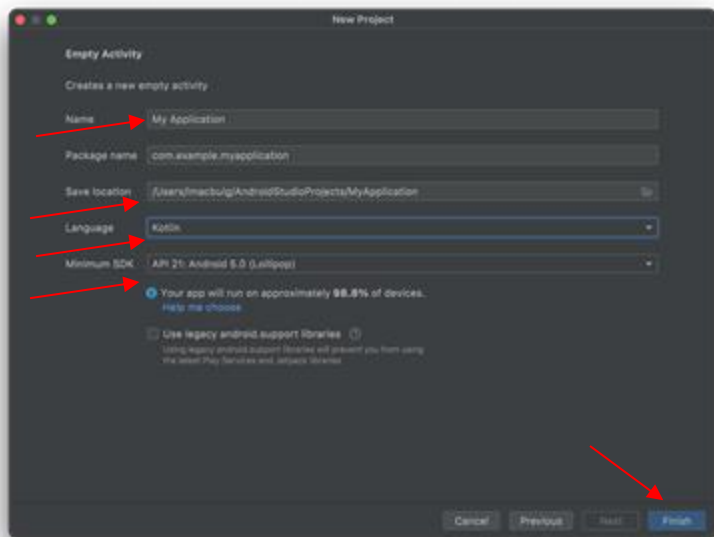 New Project
Empty Activity
Creates a new empty activity
Name My Application
Package name com.example.myapplication
Save location /Users/imacbuig/AndroidStudioProjects/MyApplication
Language Kotlin
Minimum SDK API 21: Android 5.0 (Lollipop)
Your app will run on approximately 98.8% of devices.
Help me choose
Use legacy android.support libraries ?
Using legacy android.support libraries will prevent you from using
the latest Play Services and Jetpack libraries
Cancel Previous Next Finish